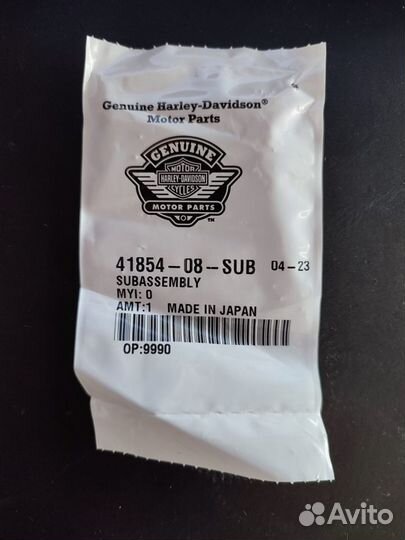 Genuine Harley-Davidson®
Motor Parts
GENUINE
MOTOR
HARLEY-DAVIDSON
CYCLES
MOTOR PARTS
TM
41854-08-SUB 04-23
SUBASSEMBLY
MYI: 0
AMT:1 MADE IN JAPAN
OP:9990
Avito